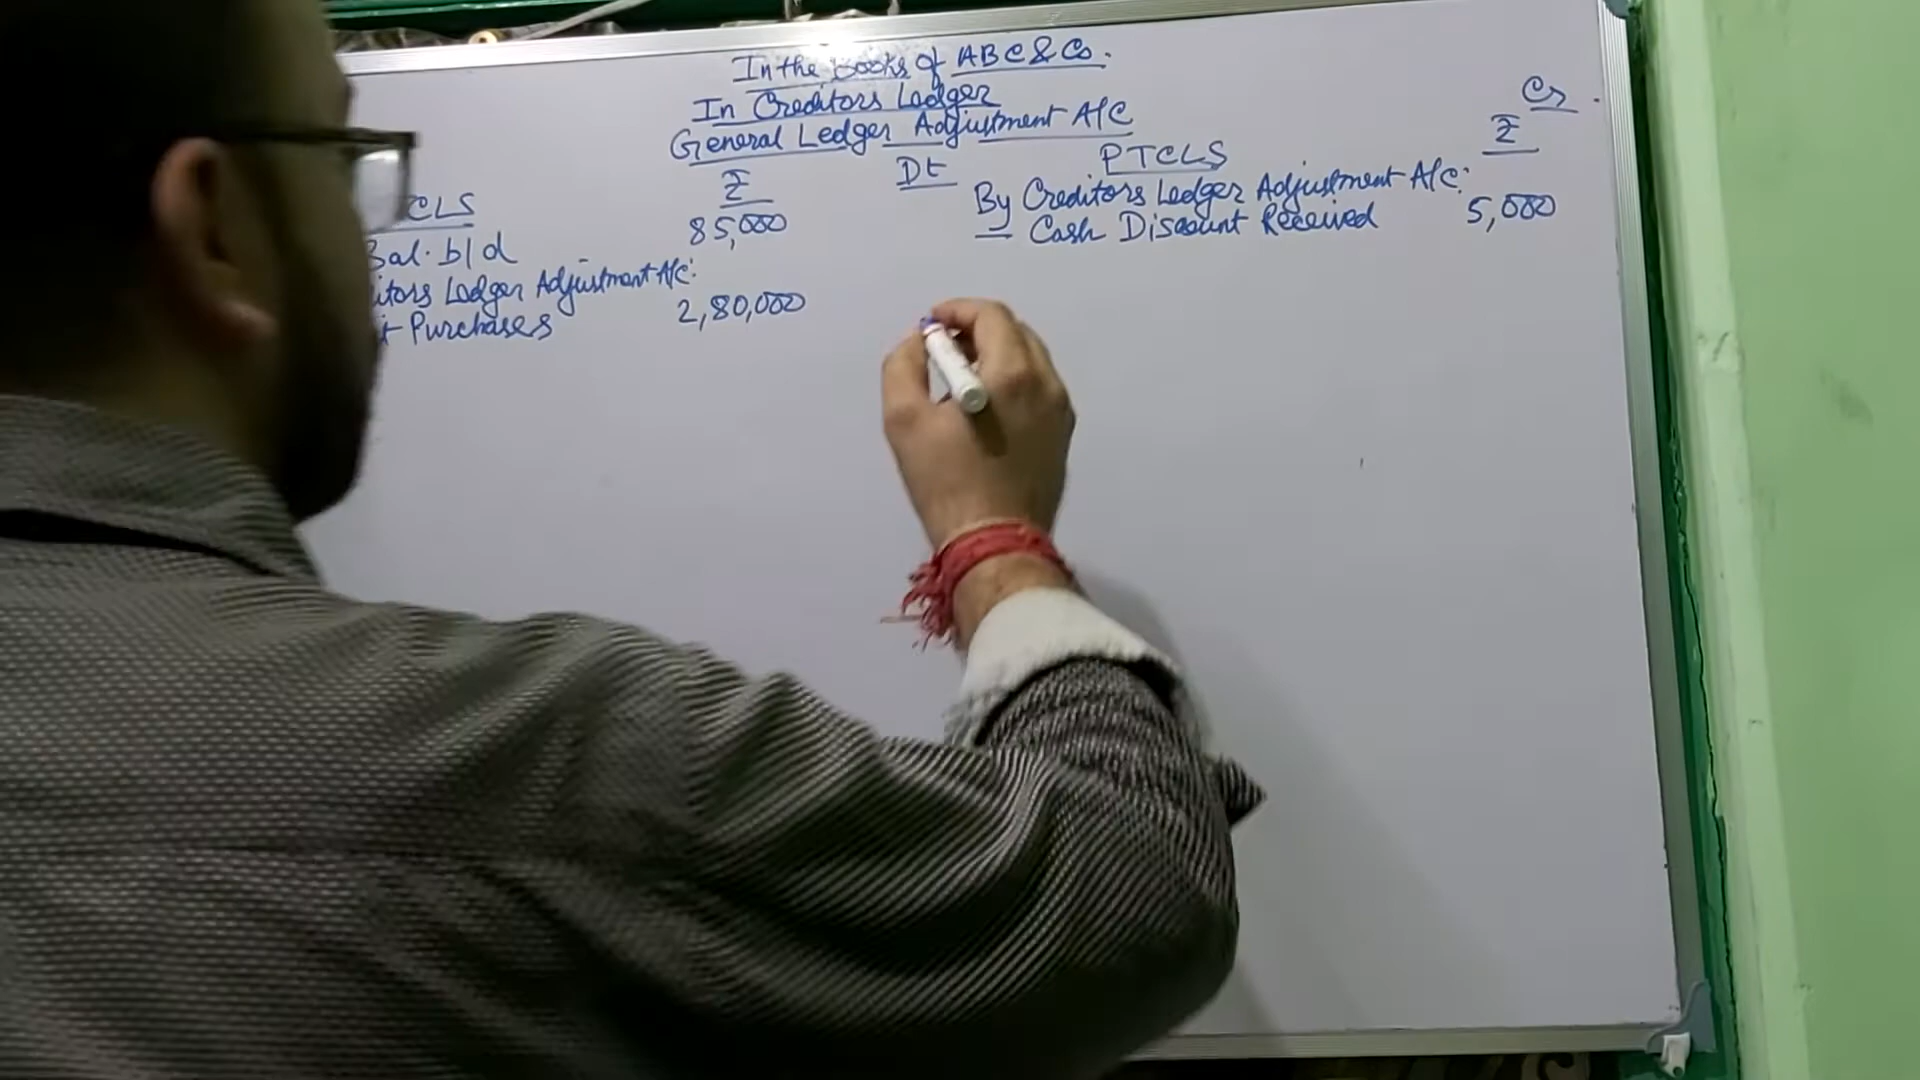 In the Books of ABC & Co.
In Creditors Ledger
General Ledger Adjustment A/C
Cr.
CLS
₹
Dt
PTCLS
₹
Bal. b/d
85,000
itors Ledger Adjustment A/c:
t Purchases
2,80,000
By Creditors Ledger Adjustment A/C:
— Cash Discount Received
5,000